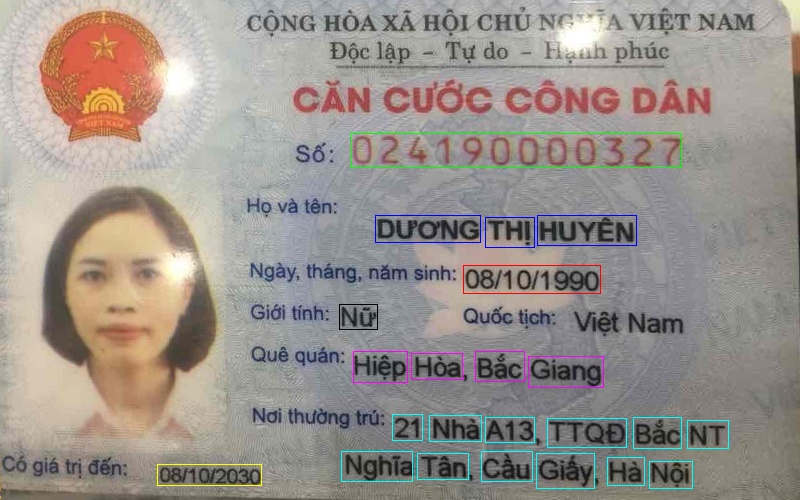 CỘNG HÒA XÃ HỘI CHỦ NGHĨA VIỆT NAM
Độc lập – Tự do – Hạnh phúc
CĂN CƯỚC CÔNG DÂN
Số: 024190000327
Họ và tên:
DƯƠNG THỊ HUYÊN
Ngày, tháng, năm sinh: 08/10/1990
Giới tính: Nữ Quốc tịch: Việt Nam
Quê quán: Hiệp Hòa, Bắc Giang
Nơi thường trú: 21 Nhà A13, TTQĐ Bắc NT
Nghĩa Tân, Cầu Giấy, Hà Nội
Có giá trị đến: 08/10/2030